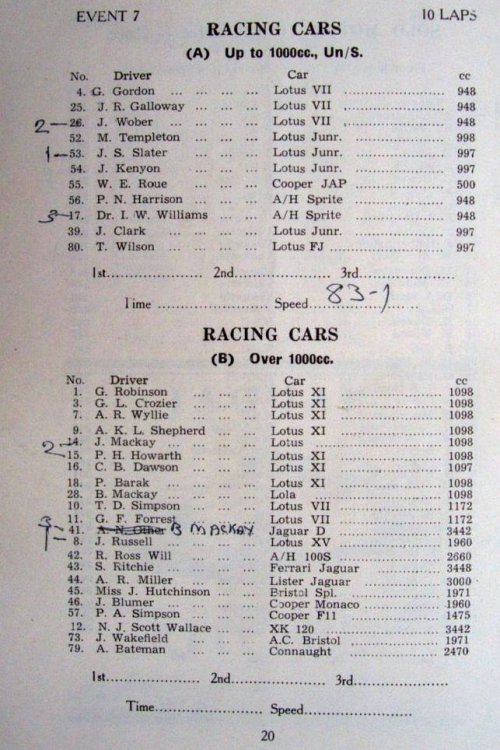 EVENT 7 10 LAPS
RACING CARS
(A) Up to 1000cc., Un/S.
No. Driver Car cc
4. G. Gordon ... ... ... Lotus VII ........................ 948
25. J. R. Galloway ... ... ... Lotus VII ........................ 948
2-26. J. Wober ... ... ... Lotus VII ........................ 948
52. M. Templeton ... ... ... Lotus Junr. ..................... 998
1-53. J. S. Slater ... ... ... Lotus Junr. ..................... 997
54. J. Kenyon ... ... ... Lotus Junr. ..................... 997
55. W. E. Roue ... ... ... Cooper JAP .................... 500
56. P. N. Harrison ... ... ... A/H Sprite ..................... 948
3-17. Dr. I. W. Williams ... ... A/H Sprite ..................... 948
39. J. Clark ... ... ... Lotus Junr. ..................... 997
80. T. Wilson ... ... ... Lotus FJ ........................ 997
1st........................ 2nd........................ 3rd........................
Time ........................ Speed 83-1
RACING CARS
(B) Over 1000cc.
No. Driver Car cc
1. G. Robinson ... ... ... Lotus XI ........................ 1098
3. G. L. Crozier ... ... ... Lotus XI ........................ 1098
7. A. R. Wyllie ... ... ... Lotus XI ........................ 1098
9. A. K. L. Shepherd ... ... Lotus XI ........................ 1098
14. J. Mackay ... ... ... Lotus ........................ 1098
2-15. P. H. Howarth ... ... ... Lotus XI ........................ 1098
16. C. B. Dawson ... ... ... Lotus XI ........................ 1097
18. P. Barak ... ... ... Lotus XI ........................ 1098
28. B. Mackay ... ... ... Lola ........................ 1098
10. T. D. Simpson ... ... ... Lotus VII ........................ 1172
11. G. F. Forrest ... ... ... Lotus VII ........................ 1172
3-41. A. N. Other B MACKAY Jaguar D ........................ 3442
1-8. J. Russell ... ... ... Lotus XV ........................ 1960
42. R. Ross Will ... ... ... A/H 100S ........................ 2660
43. S. Ritchie ... ... ... Ferrari Jaguar ................ 3448
44. A. R. Miller ... ... ... Lister Jaguar ................ 3000
45. Miss J. Hutchinson ... ... Bristol Spl. ..................... 1971
46. J. Blumer ... ... ... Cooper Monaco ............... 1960
57. P. A. Simpson ... ... ... Cooper F11 ..................... 1475
12. N. J. Scott Wallace ... ... XK 120 ........................ 3442
73. J. Wakefield ... ... ... A.C. Bristol ..................... 1971
79. A. Bateman ... ... ... Connaught ..................... 2470
1st........................ 2nd........................ 3rd........................
Time........................ Speed........................
20